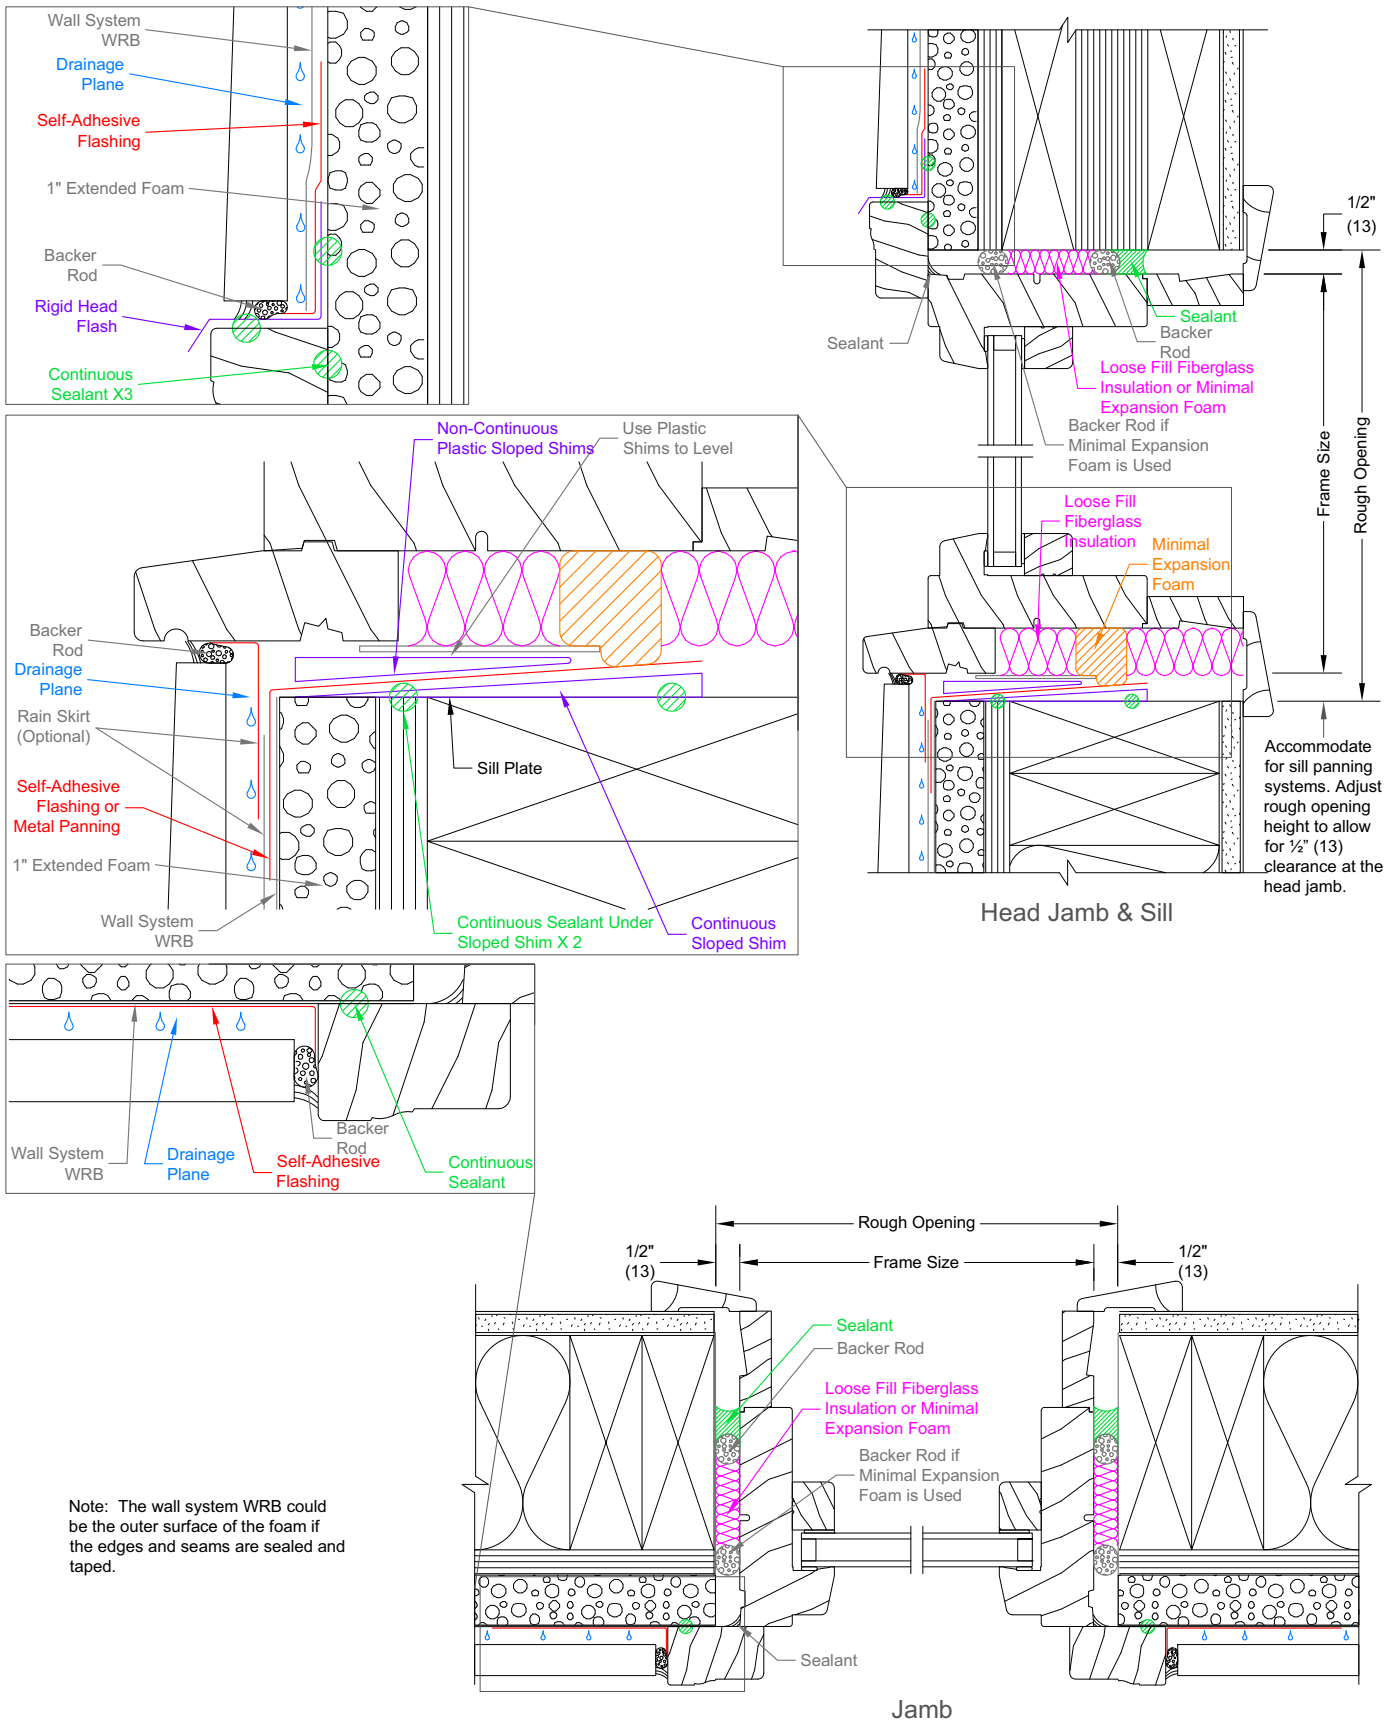 Wall System
WRB
Drainage
Plane
Self-Adhesive
Flashing
1" Extended Foam
Backer
Rod
Rigid Head
Flash
Continuous
Sealant X3
1/2"
(13)
Sealant
Sealant
Backer
Rod
Loose Fill Fiberglass
Insulation or Minimal
Expansion Foam
Backer Rod if
Minimal Expansion
Foam is Used
Frame Size
Rough Opening
Non-Continuous
Plastic Sloped Shims
Use Plastic
Shims to Level
Backer
Rod
Drainage
Plane
Rain Skirt
(Optional)
Self-Adhesive
Flashing or
Metal Panning
1" Extended Foam
Wall System
WRB
Sill Plate
Continuous Sealant Under
Sloped Shim X 2
Continuous
Sloped Shim
Loose Fill
Fiberglass
Insulation
Minimal
Expansion
Foam
Accommodate
for sill panning
systems. Adjust
rough opening
height to allow
for ½” (13)
clearance at the
head jamb.
Head Jamb & Sill
Wall System
WRB
Drainage
Plane
Self-Adhesive
Flashing
Backer
Rod
Continuous
Sealant
Rough Opening
1/2"
(13)
Frame Size
1/2"
(13)
Sealant
Backer Rod
Loose Fill Fiberglass
Insulation or Minimal
Expansion Foam
Backer Rod if
Minimal Expansion
Foam is Used
Note: The wall system WRB could
be the outer surface of the foam if
the edges and seams are sealed and
taped.
Sealant
Jamb